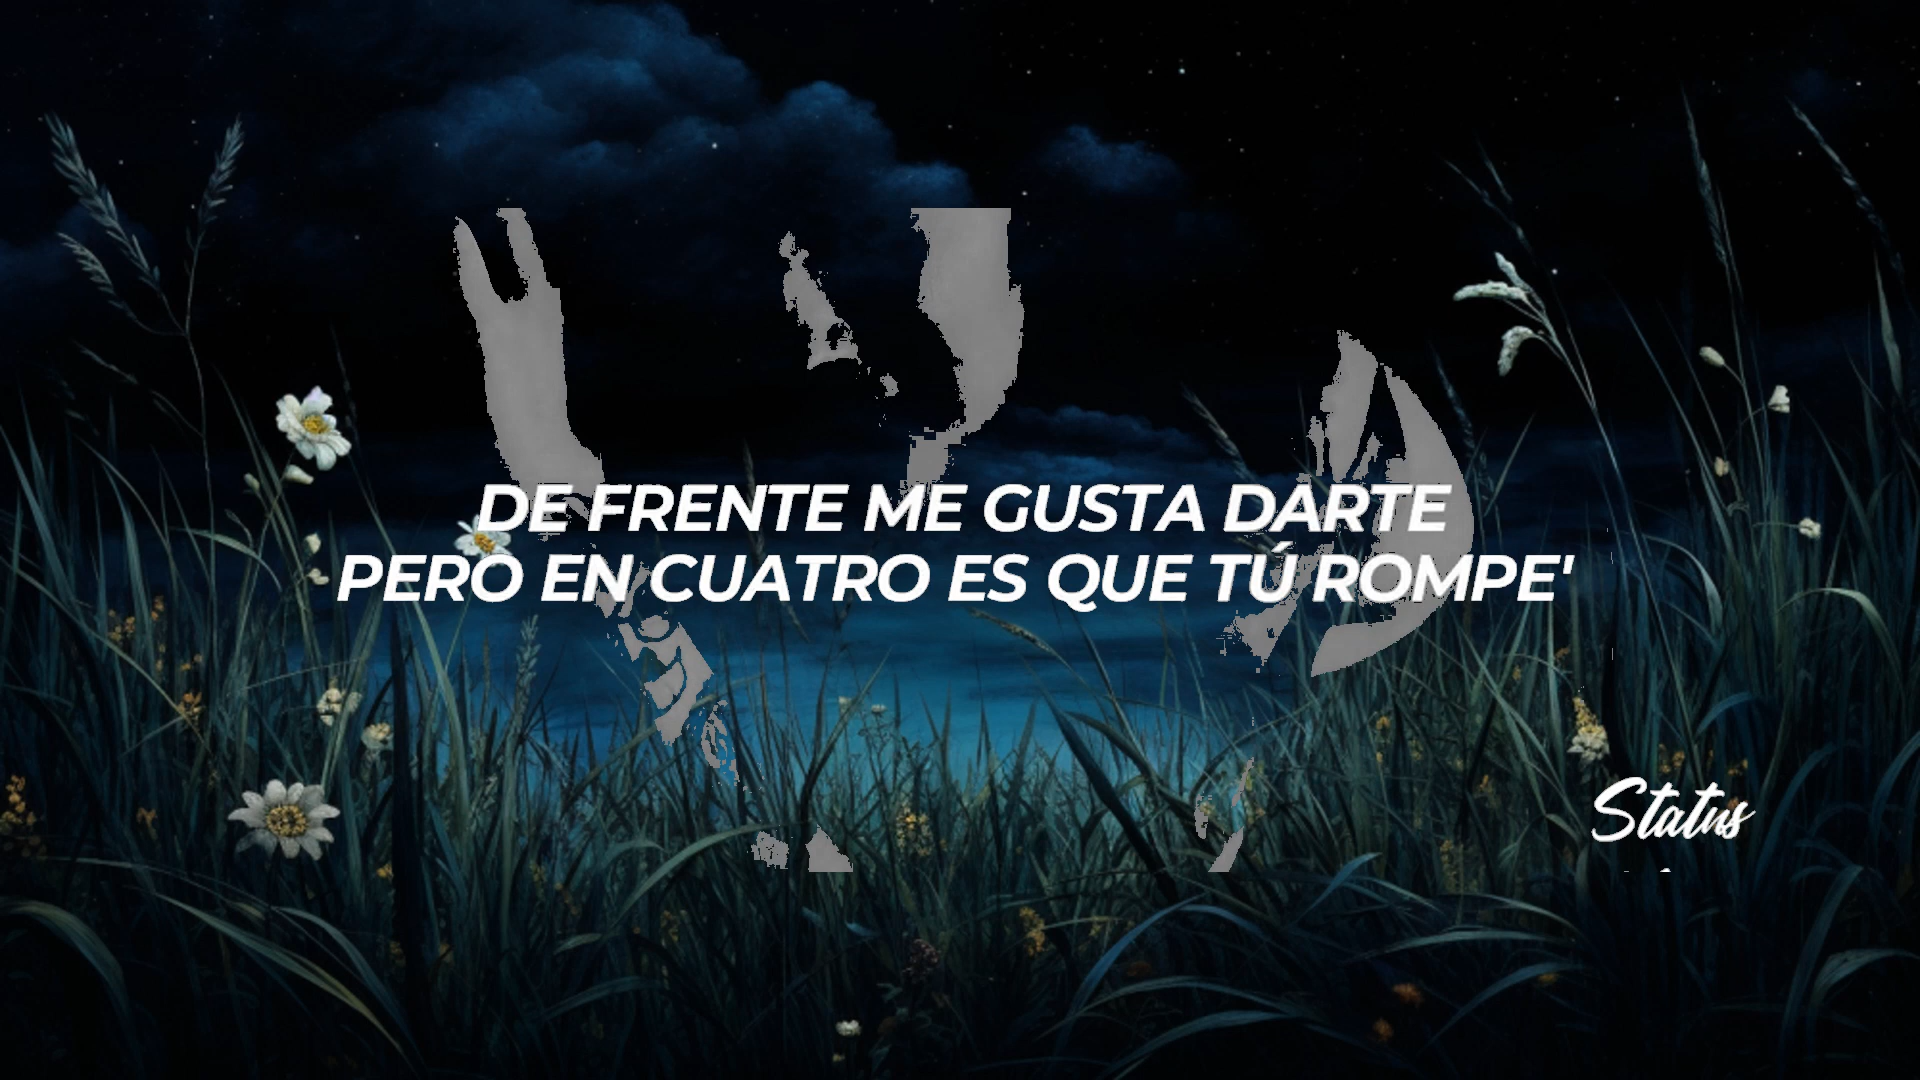 DE FRENTE ME GUSTA DARTE
PERO EN CUATRO ES QUE TÚ ROMPE'
Status